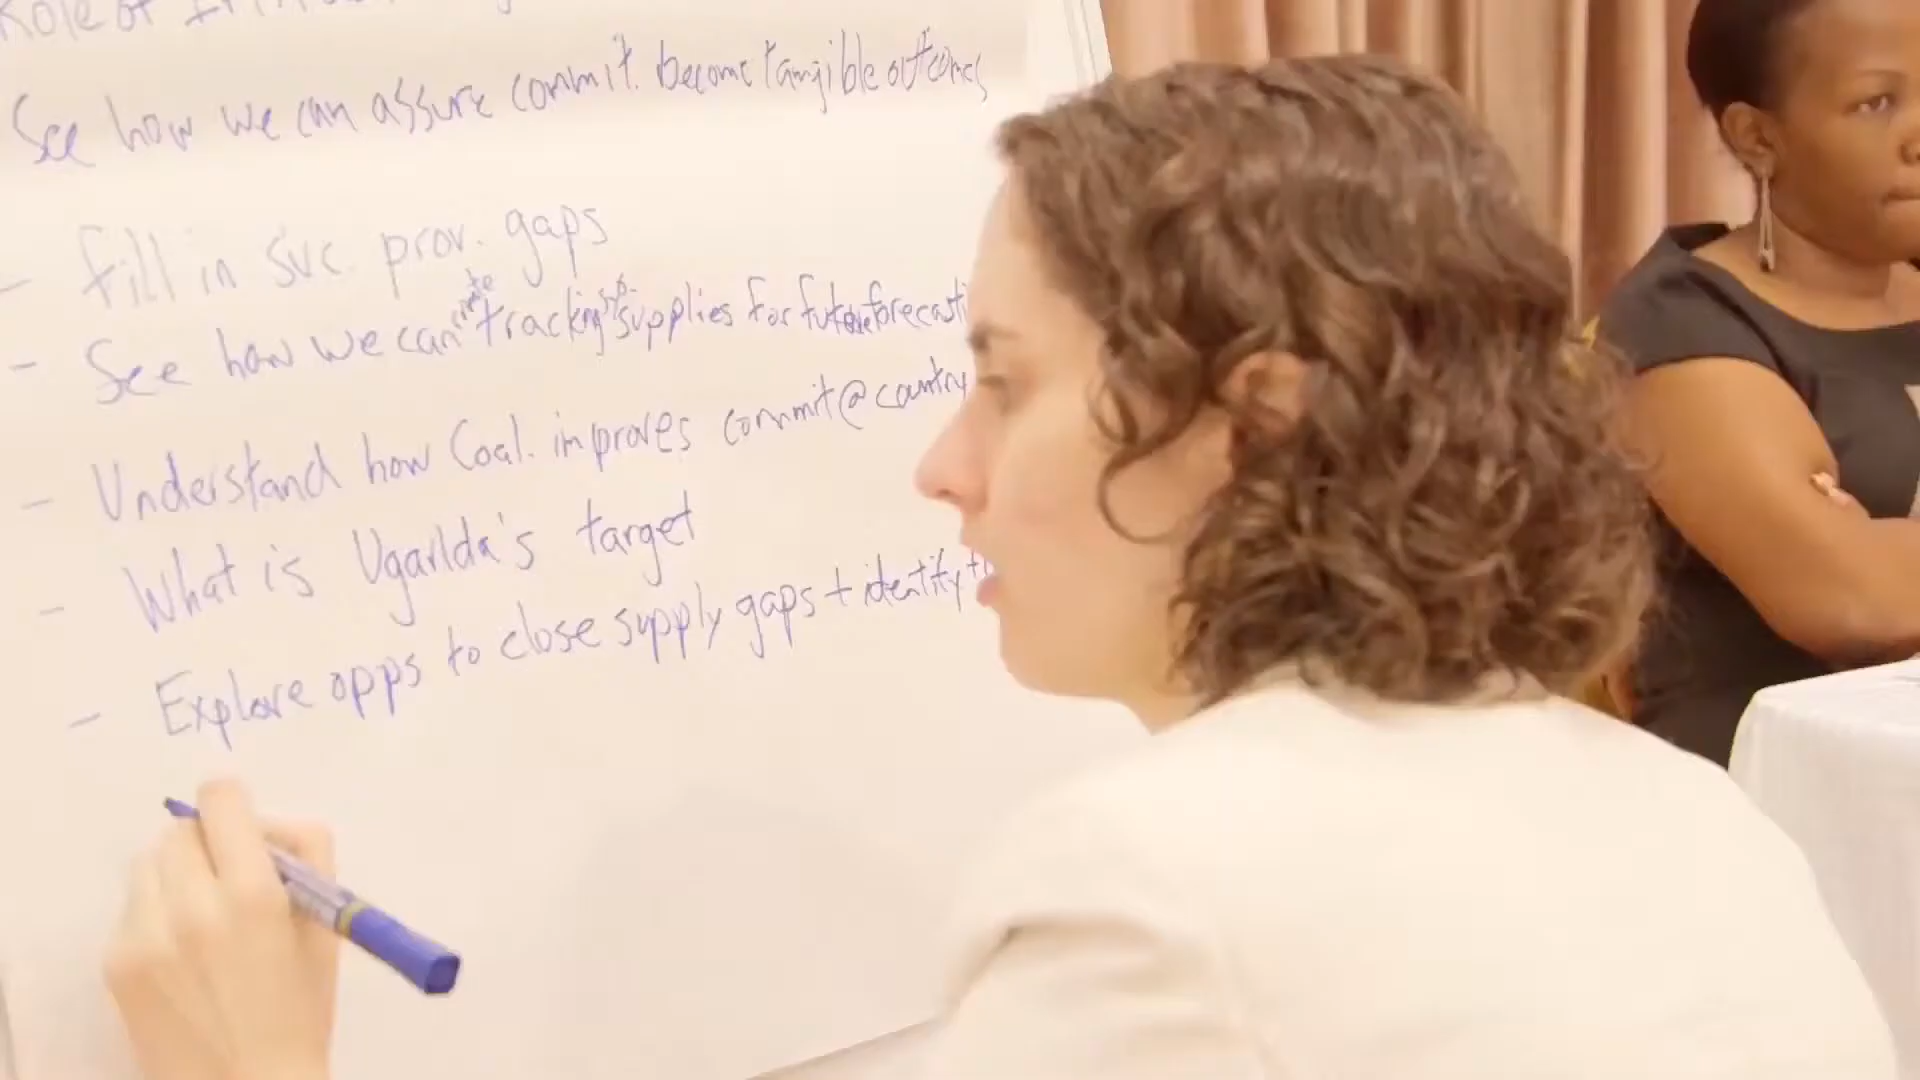 Role of
See how we can assure commit. become tangible outcomes
- fill in svc. prov. gaps
- See how we can tracking supplies for future forecasti
- Understand how Coal. improves commit @ country
- What is Uganda's target
- Explore opps to close supply gaps + identify